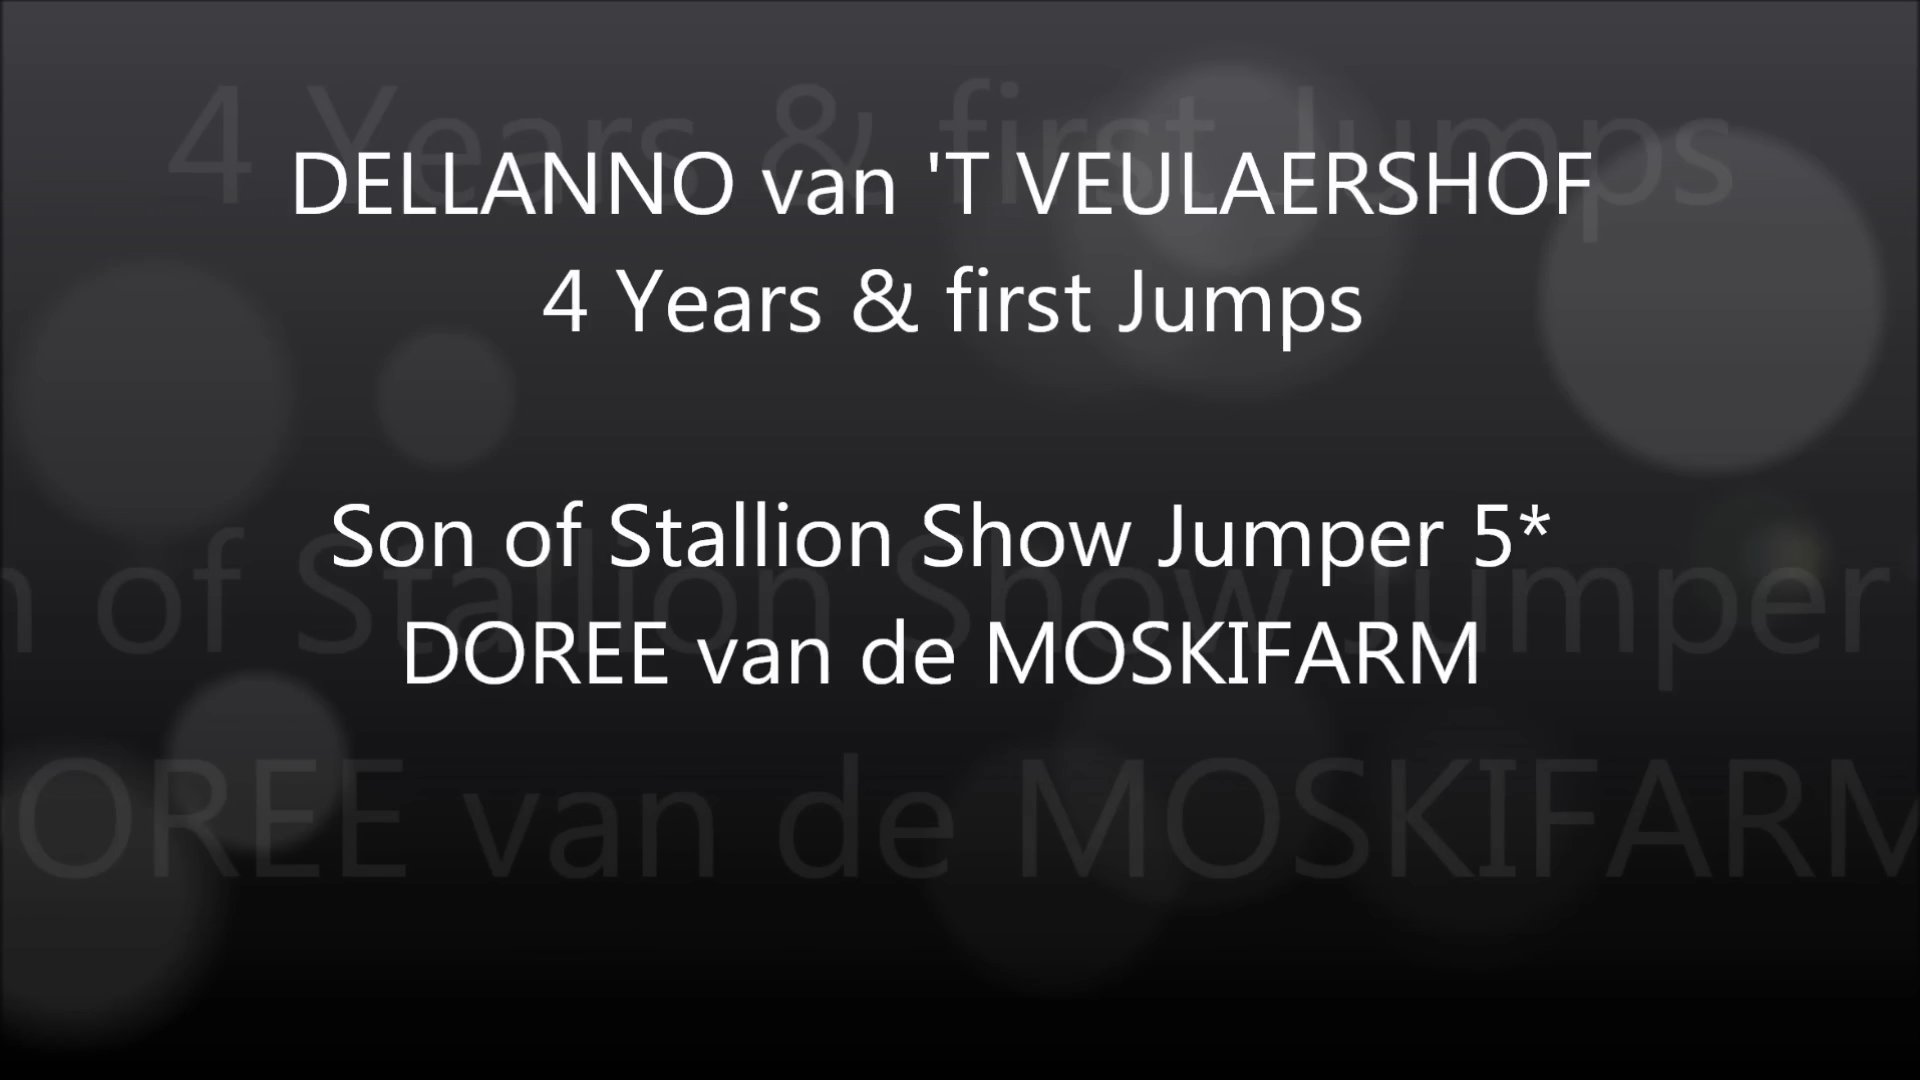 DELLANNO van 'T VEULAERSHOF
4 Years & first Jumps
Son of Stallion Show Jumper 5*
DOREE van de MOSKIFARM